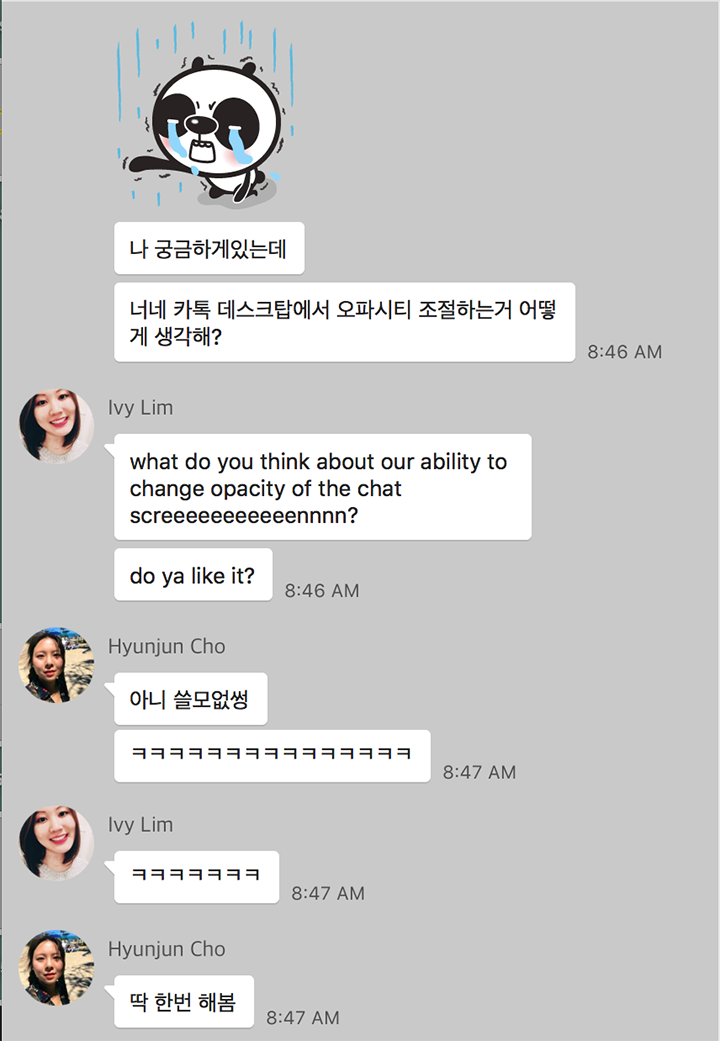 나 궁금하게있는데
너네 카톡 데스크탑에서 오파시티 조절하는거 어떻
게 생각해?
8:46 AM
Ivy Lim
what do you think about our ability to
change opacity of the chat
screeeeeeeeeeennnn?
do ya like it?
8:46 AM
Hyunjun Cho
아니 쓸모없썽
ㅋㅋㅋㅋㅋㅋㅋㅋㅋㅋㅋㅋㅋㅋㅋ
8:47 AM
Ivy Lim
ㅋㅋㅋㅋㅋㅋㅋ
8:47 AM
Hyunjun Cho
딱 한번 해봄
8:47 AM